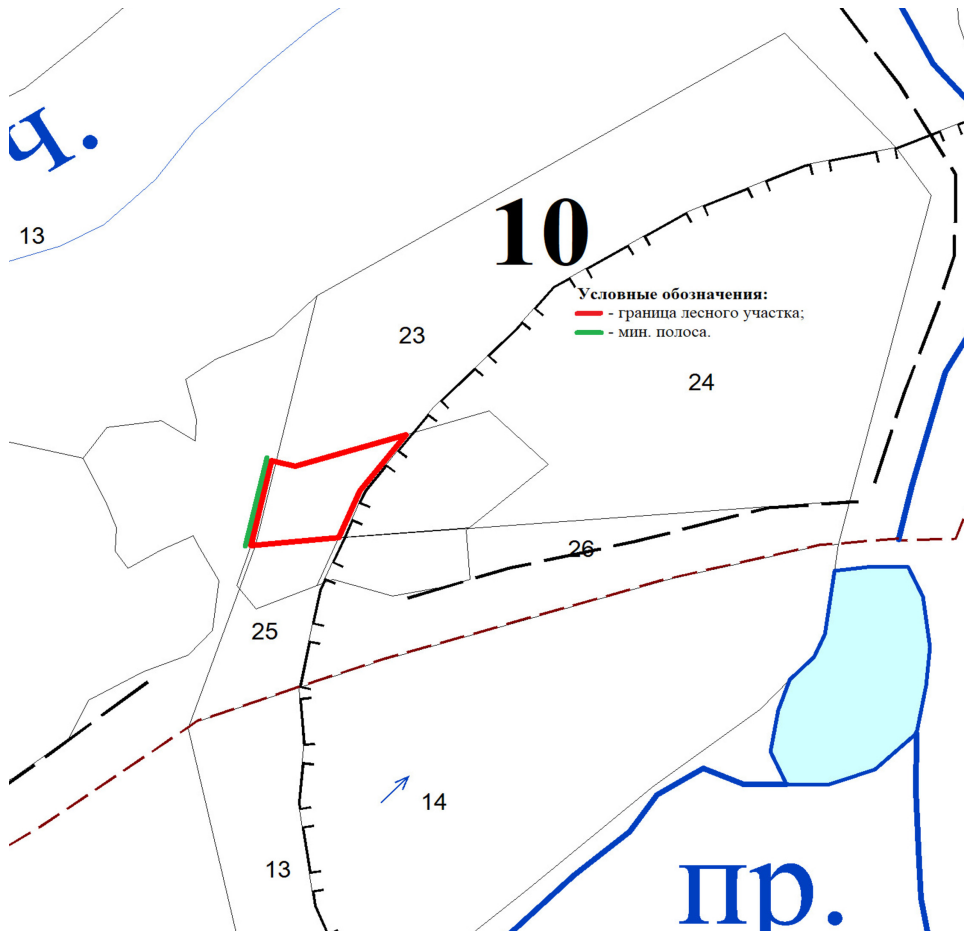 ч.
13
10
Условные обозначения:
- граница лесного участка;
- мин. полоса.
23
24
26
25
14
13
пр.